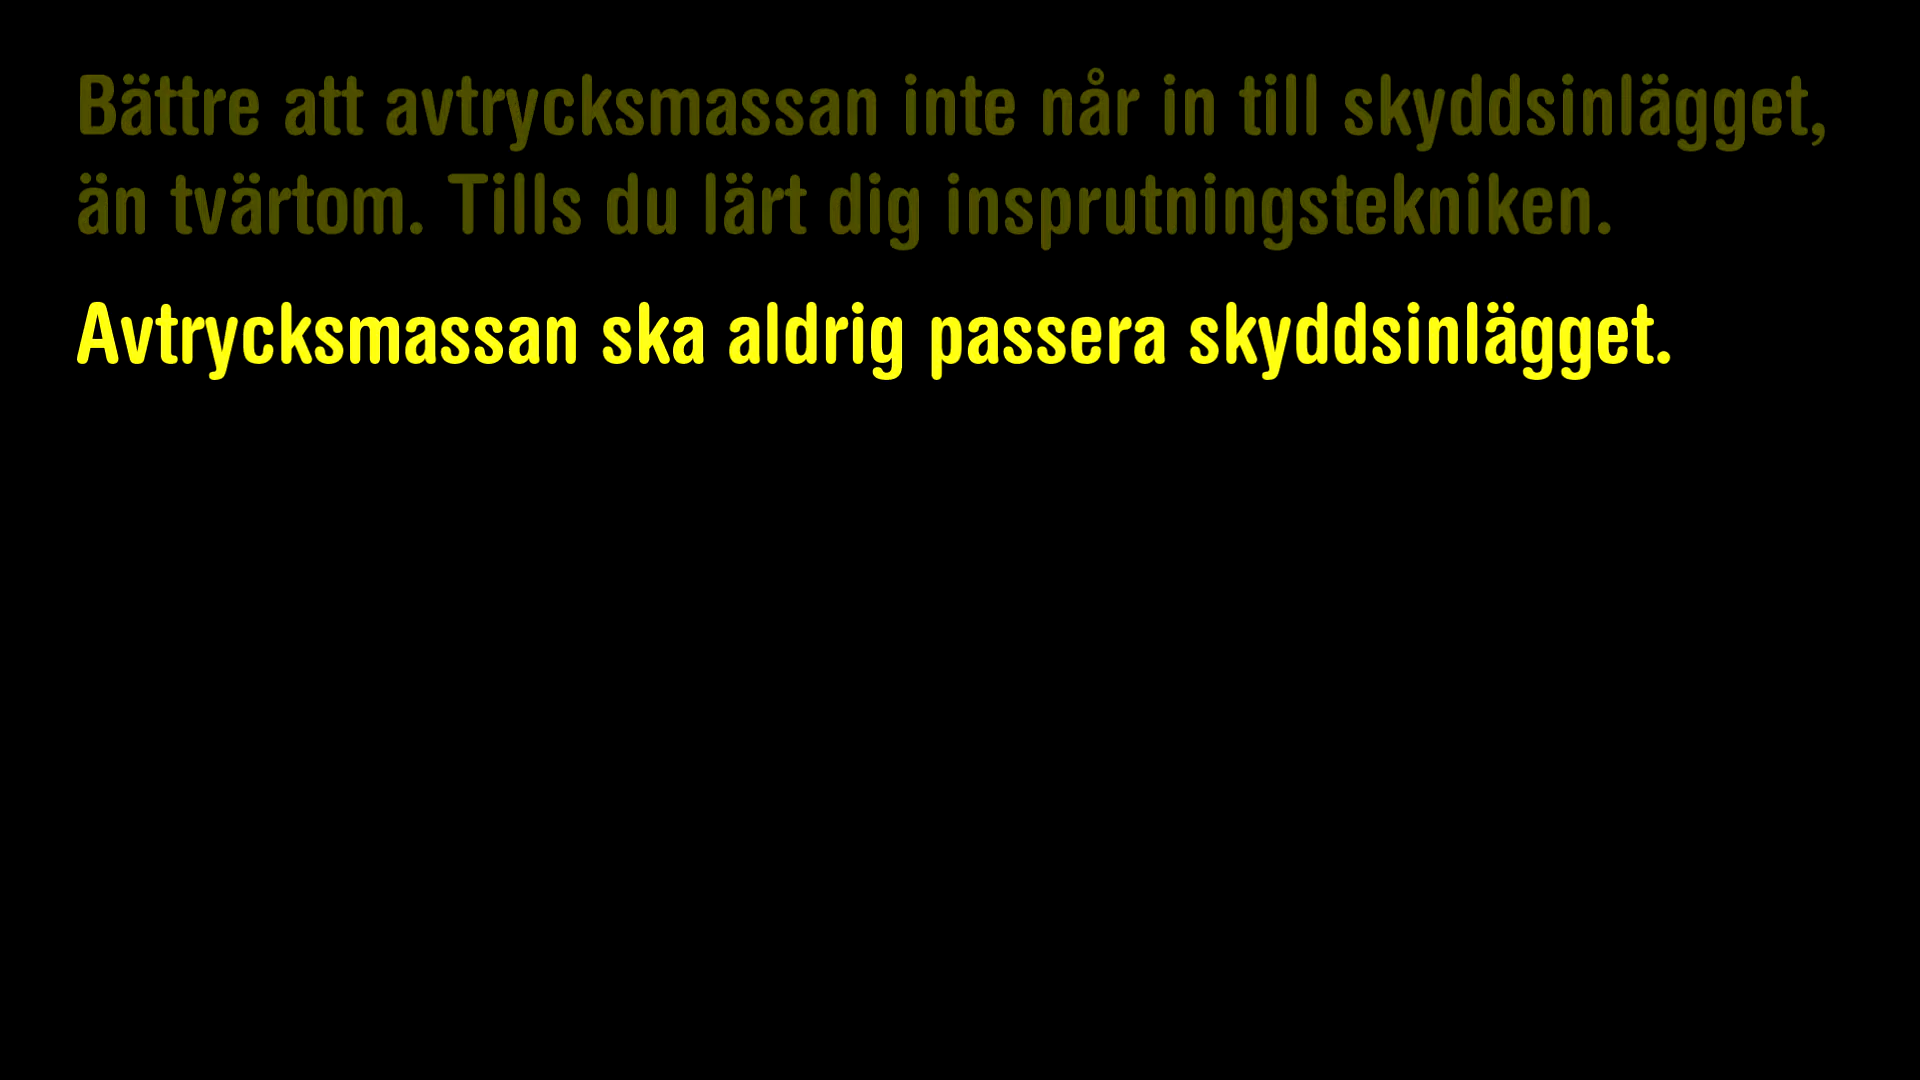 Bättre att avtrycksmassan inte når in till skyddsinlägget,
än tvärtom. Tills du lärt dig insprutningstekniken.
Avtrycksmassan ska aldrig passera skyddsinlägget.